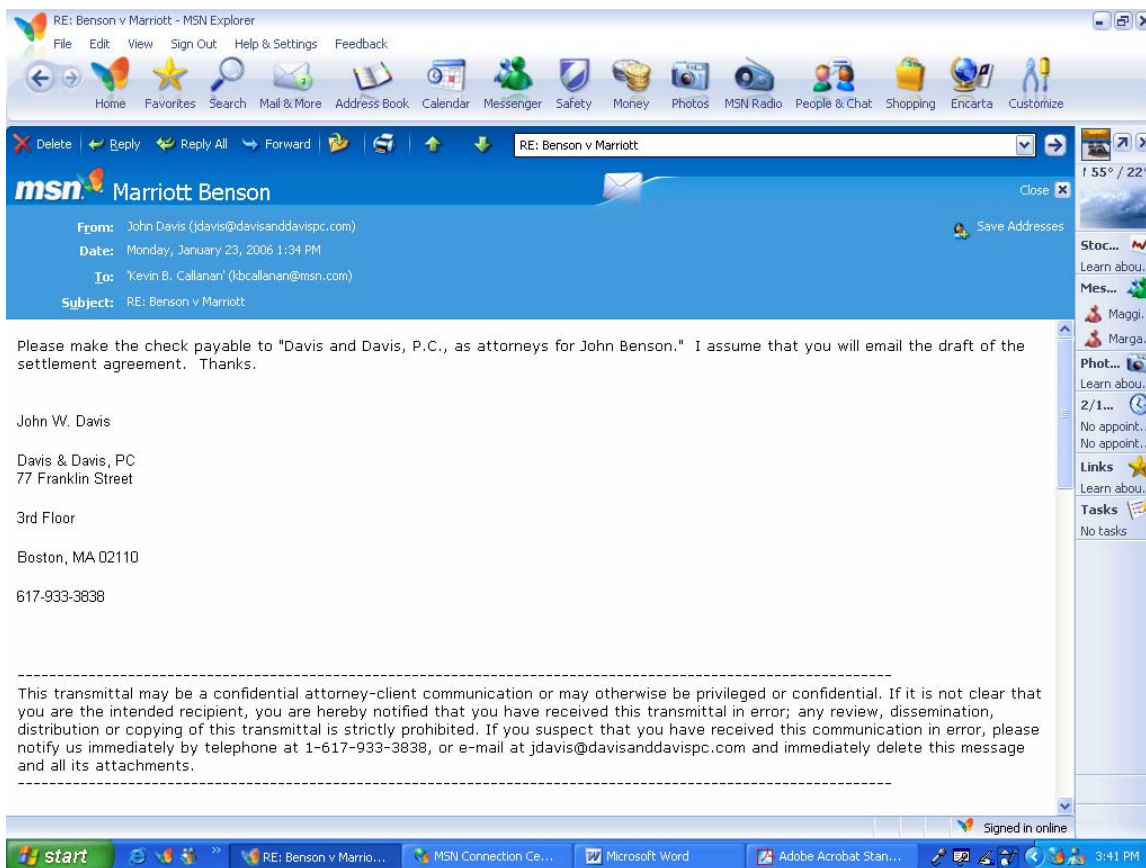 RE: Benson v Marriott - MSN Explorer
File Edit View Sign Out Help & Settings Feedback
Home Favorites Search Mail & More Address Book Calendar Messenger Safety Money Photos MSN Radio People & Chat Shopping Encarta Customize
Delete Reply Reply All Forward RE: Benson v Marriott
msn Marriott Benson Close
55° / 22°
From: John Davis (jdavis@davisanddavispc.com) Save Addresses
Date: Monday, January 23, 2006 1:34 PM
To: 'Kevin B. Callanan' (kbcallanan@msn.com)
Subject: RE: Benson v Marriott
Stoc...
Learn abou.
Mes...
Maggi.
Marga.
Phot...
Learn abou.
2/1...
No appoint..
No appoint..
Links
Learn abou.
Tasks
No tasks
Please make the check payable to "Davis and Davis, P.C., as attorneys for John Benson." I assume that you will email the draft of the
settlement agreement. Thanks.
John W. Davis
Davis & Davis, PC
77 Franklin Street
3rd Floor
Boston, MA 02110
617-933-3838
--------------------------------------------------------------------------------
This transmittal may be a confidential attorney-client communication or may otherwise be privileged or confidential. If it is not clear that
you are the intended recipient, you are hereby notified that you have received this transmittal in error; any review, dissemination,
distribution or copying of this transmittal is strictly prohibited. If you suspect that you have received this communication in error, please
notify us immediately by telephone at 1-617-933-3838, or e-mail at jdavis@davisanddavispc.com and immediately delete this message
and all its attachments.
--------------------------------------------------------------------------------
Signed in online
start RE: Benson v Marrio... MSN Connection Ce... Microsoft Word Adobe Acrobat Stan... 3:41 PM